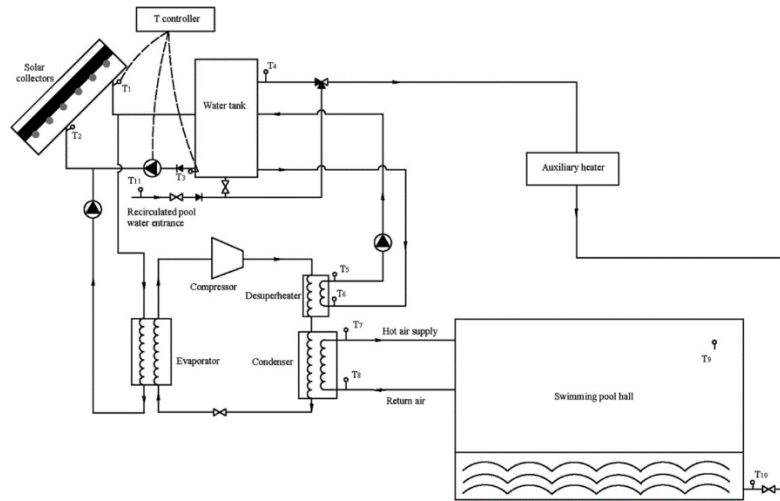 T controller
Solar
collectors
T1
T2
T4
Water tank
T3
T11
Recirculated pool
water entrance
Auxiliary heater
Compressor
T5
Desuperheater
T6
T7
Hot air supply
Evaporator
Condenser
T8
Return air
T9
Swimming pool hall
T10